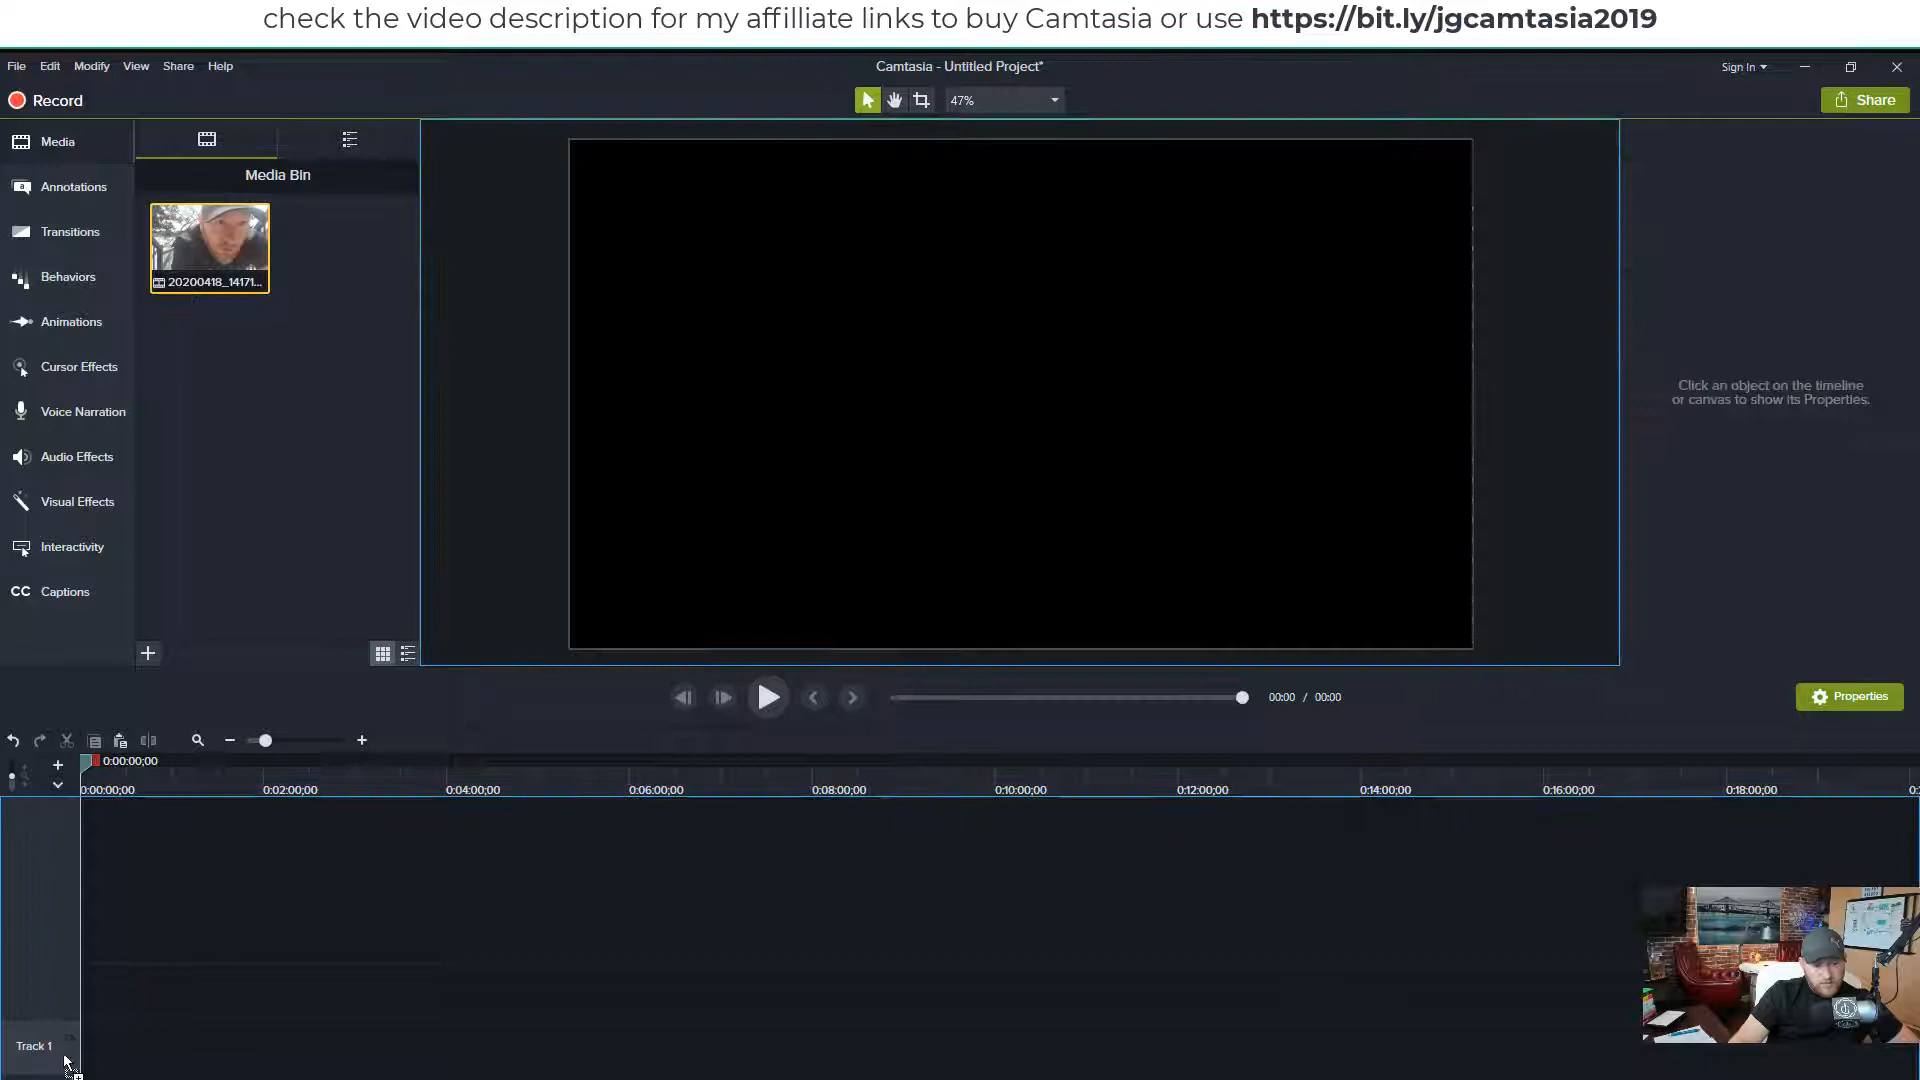 check the video description for my affilliate links to buy Camtasia or use https://bit.ly/jgcamtasia2019
File Edit Modify View Share Help
Camtasia - Untitled Project*
Sign In
Record
47%
Share
Media
Annotations
Transitions
Behaviors
Animations
Cursor Effects
Voice Narration
Audio Effects
Visual Effects
Interactivity
CC Captions
Media Bin
20200418_14171...
Click an object on the timeline
or canvas to show its Properties.
00:00 / 00:00
Properties
0:00:00;00
0:00:00;00 0:02:00;00 0:04:00;00 0:06:00;00 0:08:00;00 0:10:00;00 0:12:00;00 0:14:00;00 0:16:00;00 0:18:00;00
Track 1